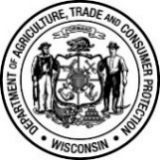 DEPARTMENT OF AGRICULTURE, TRADE AND CONSUMER PROTECTION
• WISCONSIN •
FORWARD